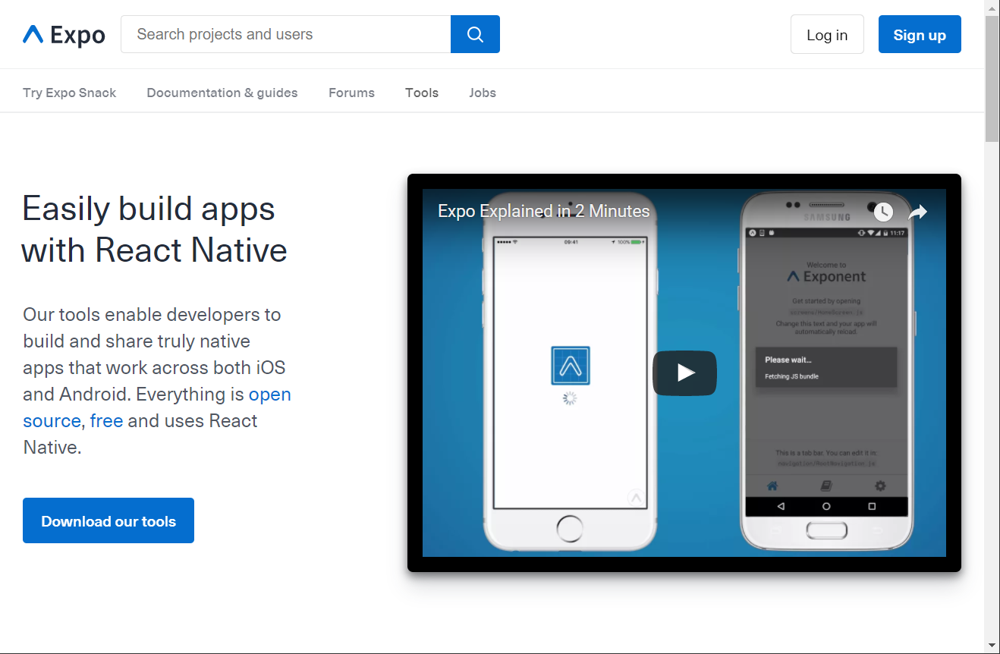 Expo
Search projects and users
Log in
Sign up
Try Expo Snack
Documentation & guides
Forums
Tools
Jobs
Easily build apps
with React Native
Our tools enable developers to
build and share truly native
apps that work across both iOS
and Android. Everything is open
source, free and uses React
Native.
Download our tools
Expo Explained in 2 Minutes
09:41
100%
SAMSUNG
11:17
Welcome to
Exponent
Get started by opening
screens/HomeScreen.js
Change this text and your app will
automatically reload.
Please wait...
Fetching JS bundle
This is a tab bar. You can edit it in:
navigation/RootNavigation.js